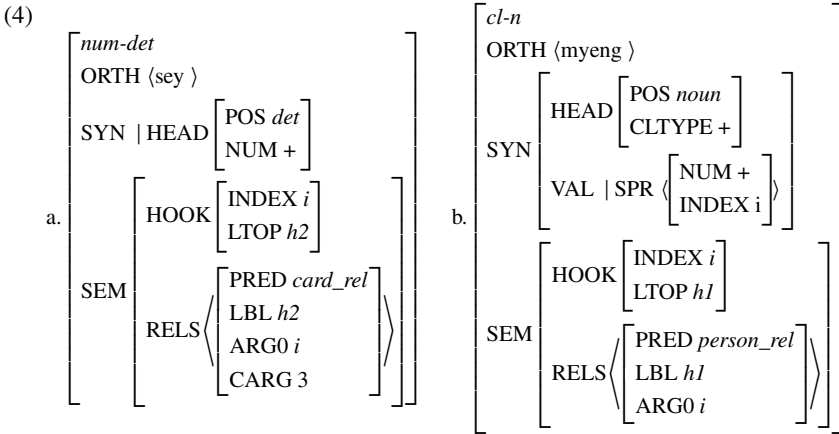 (4)
a.
num-det
ORTH ⟨sey ⟩
SYN | HEAD
POS det
NUM +
SEM
HOOK
INDEX i
LTOP h2
RELS
PRED card_rel
LBL h2
ARG0 i
CARG 3
b.
cl-n
ORTH ⟨myeng ⟩
SYN
HEAD
POS noun
CLTYPE +
VAL | SPR ⟨
NUM +
INDEX i
⟩
SEM
HOOK
INDEX i
LTOP h1
RELS
PRED person_rel
LBL h1
ARG0 i